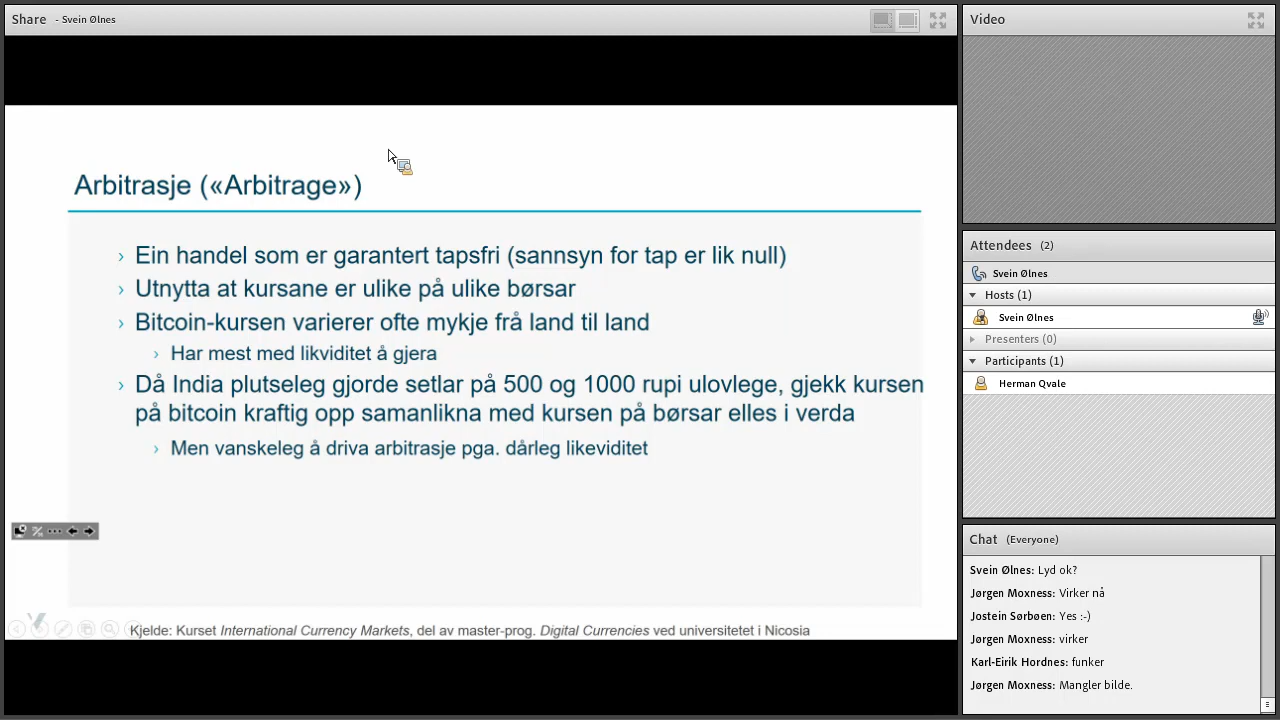 Share - Svein Ølnes
Arbitrasje («Arbitrage»)
› Ein handel som er garantert tapsfri (sannsyn for tap er lik null)
› Utnytta at kursane er ulike på ulike børsar
› Bitcoin-kursen varierer ofte mykje frå land til land
› Har mest med likviditet å gjera
› Då India plutseleg gjorde setlar på 500 og 1000 rupi ulovlege, gjekk kursen
på bitcoin kraftig opp samanlikna med kursen på børsar elles i verda
› Men vanskeleg å driva arbitrasje pga. dårleg likeviditet
Kjelde: Kurset International Currency Markets, del av master-prog. Digital Currencies ved universitetet i Nicosia
Video
Attendees (2)
Svein Ølnes
Hosts (1)
Svein Ølnes
Presenters (0)
Participants (1)
Herman Qvale
Chat (Everyone)
Svein Ølnes: Lyd ok?
Jørgen Moxness: Virker nå
Jostein Sørbøen: Yes :-)
Jørgen Moxness: virker
Karl-Eirik Hordnes: funker
Jørgen Moxness: Mangler bilde.